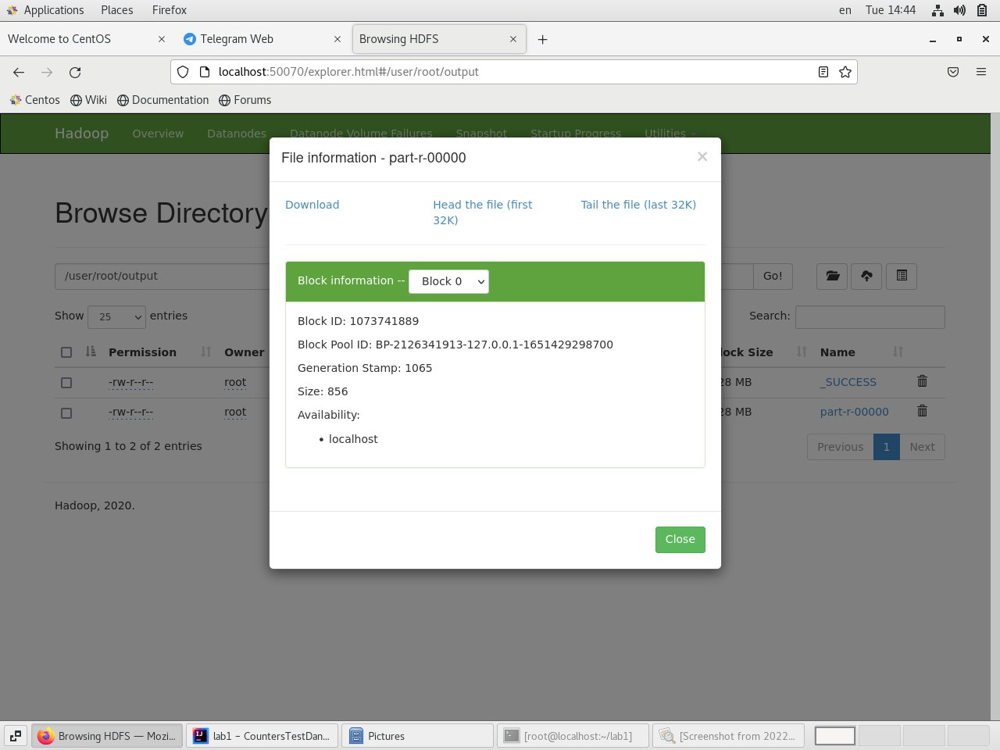 Applications Places Firefox en Tue 14:44
Welcome to CentOS Telegram Web Browsing HDFS
localhost:50070/explorer.html#/user/root/output
Centos Wiki Documentation Forums
Hadoop Overview Datanodes Datanode Volume Failures Snapshot Startup Progress Utilities
File information - part-r-00000
Download Head the file (first 32K) Tail the file (last 32K)
Browse Directory
Block information -- Block 0
/user/root/output Go!
Show 25 entries Search:
Block ID: 1073741889
Block Pool ID: BP-2126341913-127.0.0.1-1651429298700
Permission Owner lock Size Name
Generation Stamp: 1065
-rw-r--r-- root 28 MB _SUCCESS
Size: 856
-rw-r--r-- root 28 MB part-r-00000
Availability:
• localhost
Showing 1 to 2 of 2 entries Previous 1 Next
Hadoop, 2020.
Close
Browsing HDFS — Mozi... lab1 – CountersTestDan... Pictures [root@localhost:~/lab1] [Screenshot from 2022...